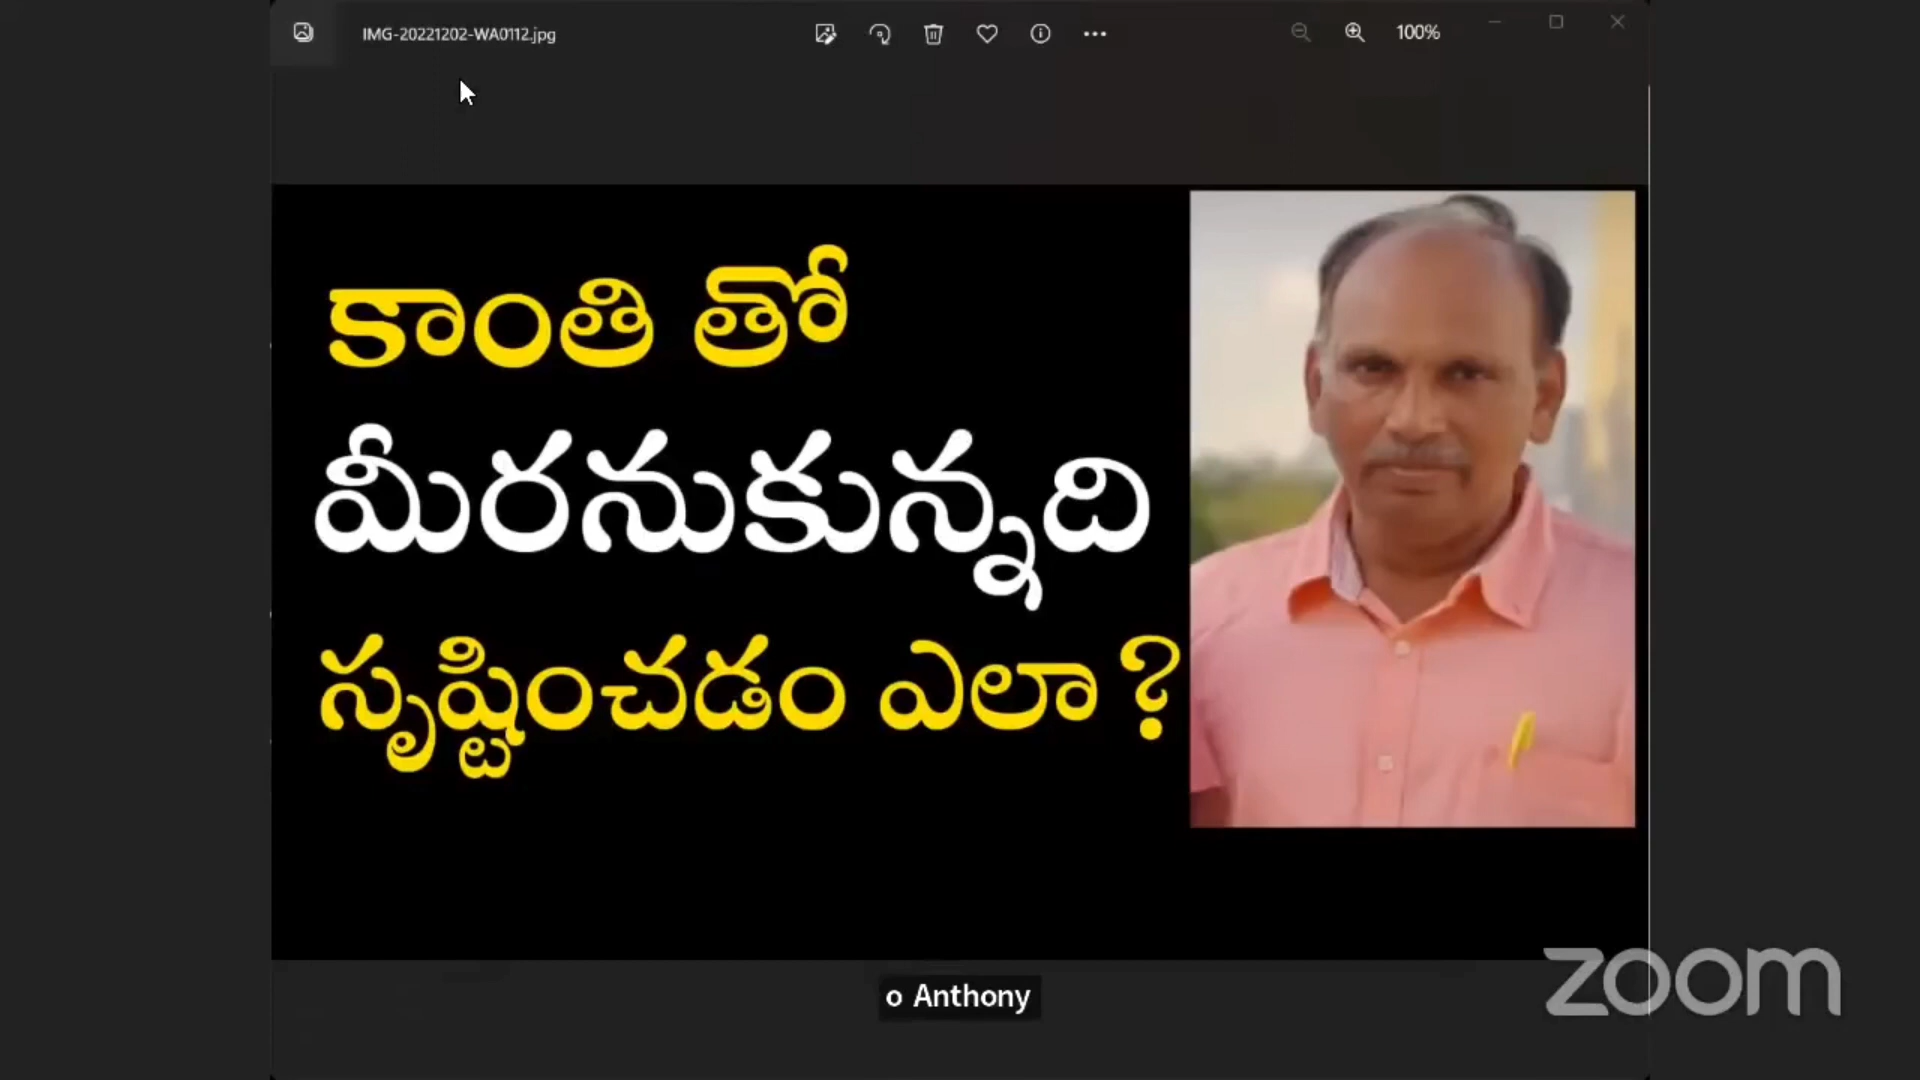 IMG-20221202-WA0112.jpg
100%
కాంతి తో
మీరనుకున్నది
సృష్టించడం ఎలా?
o Anthony
zoom